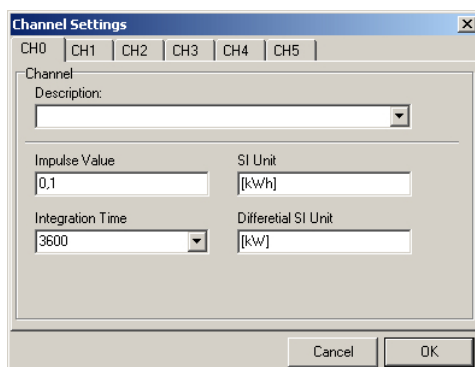 Channel Settings
CH0 CH1 CH2 CH3 CH4 CH5
Channel
Description:
Impulse Value SI Unit
0,1 [kWh]
Integration Time Differetial SI Unit
3600 [kW]
Cancel OK